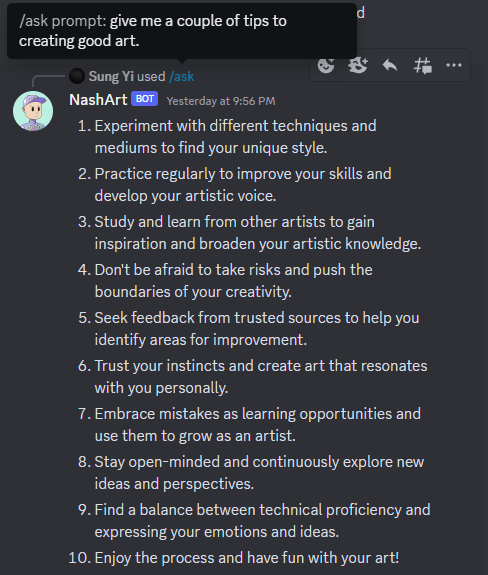 /ask prompt: give me a couple of tips to
creating good art.
d
Sung Yi used /ask
NashArt BOT Yesterday at 9:56 PM
1. Experiment with different techniques and
mediums to find your unique style.
2. Practice regularly to improve your skills and
develop your artistic voice.
3. Study and learn from other artists to gain
inspiration and broaden your artistic knowledge.
4. Don't be afraid to take risks and push the
boundaries of your creativity.
5. Seek feedback from trusted sources to help you
identify areas for improvement.
6. Trust your instincts and create art that resonates
with you personally.
7. Embrace mistakes as learning opportunities and
use them to grow as an artist.
8. Stay open-minded and continuously explore new
ideas and perspectives.
9. Find a balance between technical proficiency and
expressing your emotions and ideas.
10. Enjoy the process and have fun with your art!